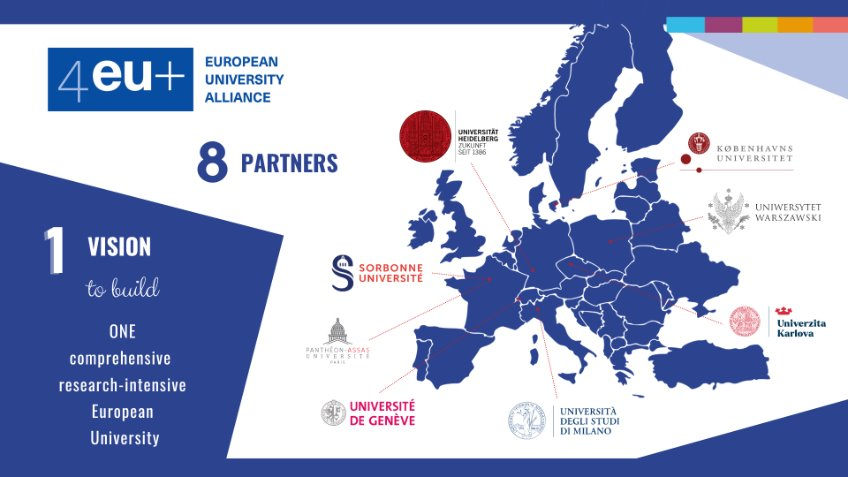 4eu+
EUROPEAN
UNIVERSITY
ALLIANCE
8 PARTNERS
1 VISION
to build
ONE
comprehensive
research-intensive
European
University
UNIVERSITÄT
HEIDELBERG
ZUKUNFT
SEIT 1386
KØBENHAVNS
UNIVERSITET
UNIWERSYTET
WARSZAWSKI
SORBONNE
UNIVERSITÉ
PANTHÉON-ASSAS
UNIVERSITÉ
PARIS
Univerzita
Karlova
UNIVERSITÉ
DE GENÈVE
UNIVERSITÀ
DEGLI STUDI
DI MILANO